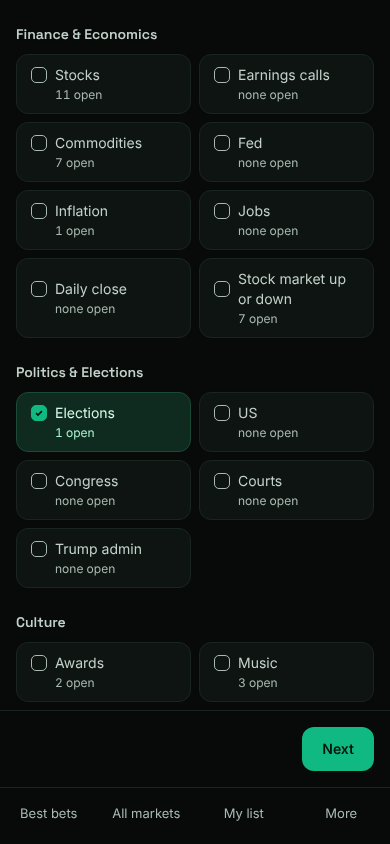 Finance & Economics
Stocks
11 open
Earnings calls
none open
Commodities
7 open
Fed
none open
Inflation
1 open
Jobs
none open
Daily close
none open
Stock market up
or down
7 open
Politics & Elections
Elections
1 open
US
none open
Congress
none open
Courts
none open
Trump admin
none open
Culture
Awards
2 open
Music
3 open
Next
Best bets
All markets
My list
More